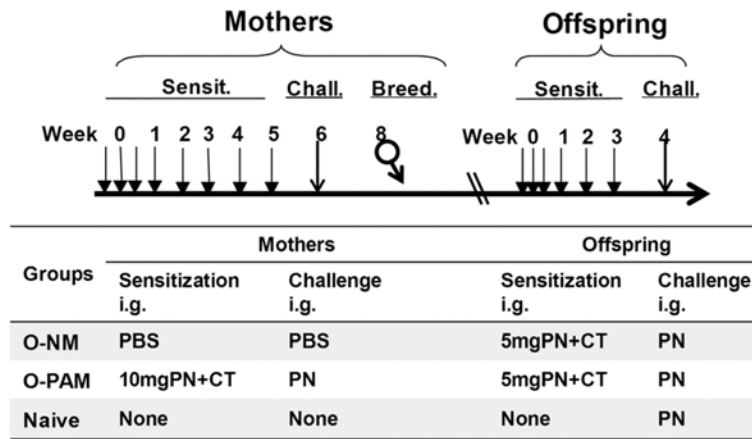 Mothers Offspring
Sensit. Chall. Breed. Sensit. Chall.
Week 0 1 2 3 4 5 6 8 Week 0 1 2 3 4
Mothers Offspring
Groups Sensitization i.g. Challenge i.g. Sensitization i.g. Challenge i.g.
O-NM PBS PBS 5mgPN+CT PN
O-PAM 10mgPN+CT PN 5mgPN+CT PN
Naive None None None PN